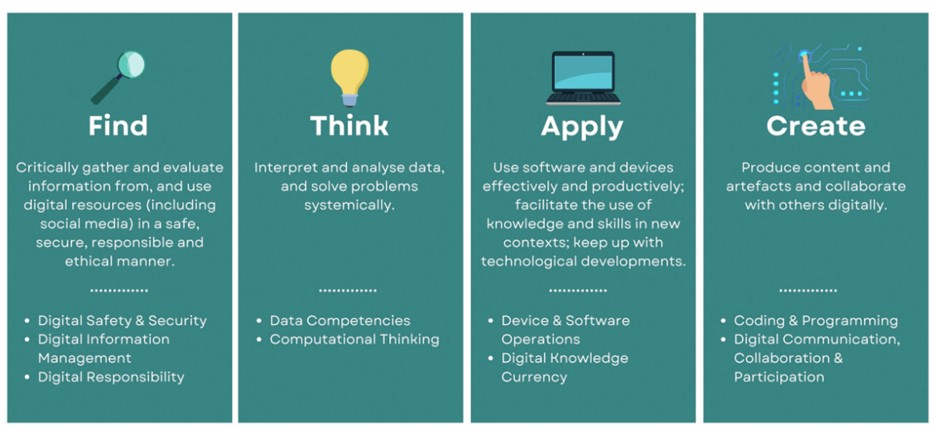 Find
Critically gather and evaluate
information from, and use
digital resources (including
social media) in a safe,
secure, responsible and
ethical manner.
• Digital Safety & Security
• Digital Information
Management
• Digital Responsibility
Think
Interpret and analyse data,
and solve problems
systemically.
• Data Competencies
• Computational Thinking
Apply
Use software and devices
effectively and productively;
facilitate the use of
knowledge and skills in new
contexts; keep up with
technological developments.
• Device & Software
Operations
• Digital Knowledge
Currency
Create
Produce content and
artefacts and collaborate
with others digitally.
• Coding & Programming
• Digital Communication,
Collaboration &
Participation